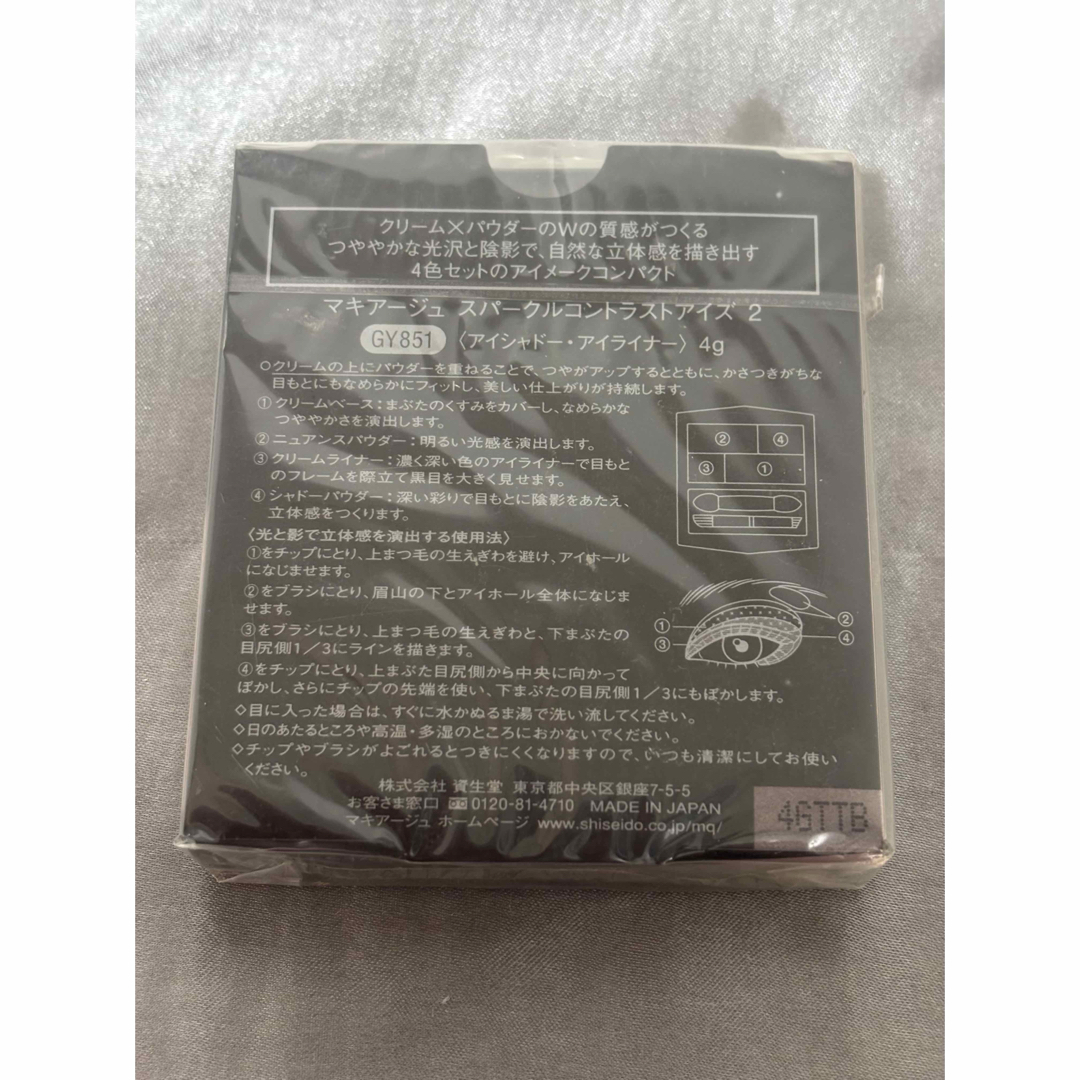 クリーム×パウダーのWの質感がつくる
つややかな光沢と陰影で、自然な立体感を描き出す
4色セットのアイメークコンパクト
マキアージュ スパークルコントラストアイズ 2
GY851 〈アイシャドー・アイライナー〉 4g
○クリームの上にパウダーを重ねることで、つやがアップするとともに、かさつきがちな
目もとにもなめらかにフィットし、美しい仕上がりが持続します。
① クリームベース：まぶたのくすみをカバーし、なめらかな
つややかさを演出します。
② ニュアンスパウダー：明るい光感を演出します。
③ クリームライナー：濃く深い色のアイライナーで目もと
のフレームを際立て黒目を大きく見せます。
④ シャドーパウダー：深い彩りで目もとに陰影をあたえ、
立体感をつくります。
② ④
③ ①
〈光と影で立体感を演出する使用法〉
①をチップにとり、上まつ毛の生えぎわを避け、アイホール
になじませます。
②をブラシにとり、眉山の下とアイホール全体になじま
せます。
③をブラシにとり、上まつ毛の生えぎわと、下まぶたの
目尻側1／3にラインを描きます。
④をチップにとり、上まぶた目尻側から中央に向かって
ぼかし、さらにチップの先端を使い、下まぶたの目尻側1／3にもぼかします。
① ②
③ ④
◇目に入った場合は、すぐに水かぬるま湯で洗い流してください。
◇日のあたるところや高温・多湿のところにおかないでください。
◇チップやブラシがよごれるとつきにくくなりますので、いつも清潔にしてお使い
ください。
株式会社 資生堂 東京都中央区銀座7-5-5
お客さま窓口 0120-81-4710 MADE IN JAPAN
マキアージュ ホームページ www.shiseido.co.jp/mq/
4GTTB